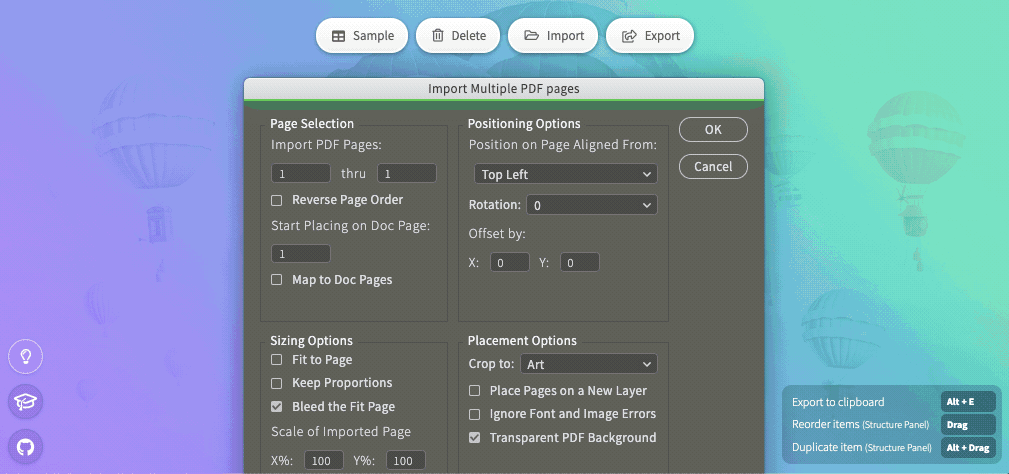 Sample Delete Import Export
Import Multiple PDF pages
Page Selection
Import PDF Pages:
1 thru 1
Reverse Page Order
Start Placing on Doc Page:
1
Map to Doc Pages
Positioning Options
Position on Page Aligned From:
Top Left
Rotation: 0
Offset by:
X: 0 Y: 0
OK
Cancel
Sizing Options
Fit to Page
Keep Proportions
Bleed the Fit Page
Scale of Imported Page
X%: 100 Y%: 100
Placement Options
Crop to: Art
Place Pages on a New Layer
Ignore Font and Image Errors
Transparent PDF Background
Export to clipboard Alt + E
Reorder items (Structure Panel) Drag
Duplicate item (Structure Panel) Alt + Drag